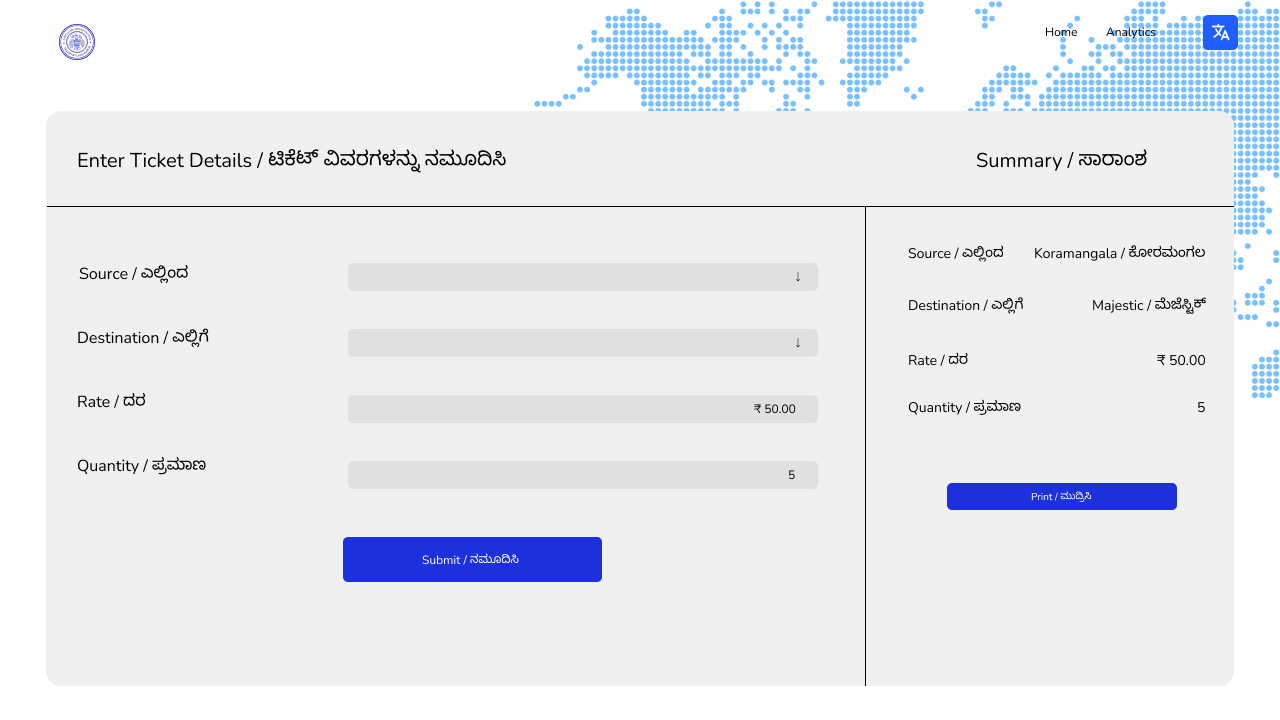 Home
Analytics
Enter Ticket Details / ಟಿಕೆಟ್ ವಿವರಗಳನ್ನು ನಮೂದಿಸಿ
Summary / ಸಾರಾಂಶ
Source / ಎಲ್ಲಿಂದ
↓
Destination / ಎಲ್ಲಿಗೆ
↓
Rate / ದರ
₹ 50.00
Quantity / ಪ್ರಮಾಣ
5
Submit / ನಮೂದಿಸಿ
Source / ಎಲ್ಲಿಂದ Koramangala / ಕೋರಮಂಗಲ
Destination / ಎಲ್ಲಿಗೆ Majestic / ಮೆಜೆಸ್ಟಿಕ್
Rate / ದರ ₹ 50.00
Quantity / ಪ್ರಮಾಣ 5
Print / ಮುದ್ರಿಸಿ